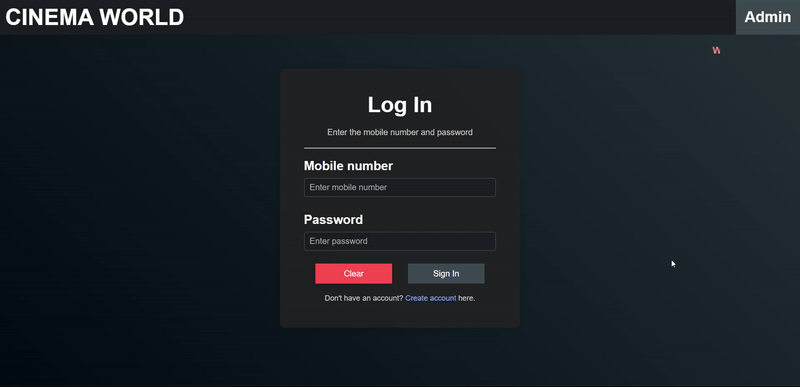 CINEMA WORLD
Admin
Log In
Enter the mobile number and password
Mobile number
Enter mobile number
Password
Enter password
Clear
Sign In
Don't have an account? Create account here.